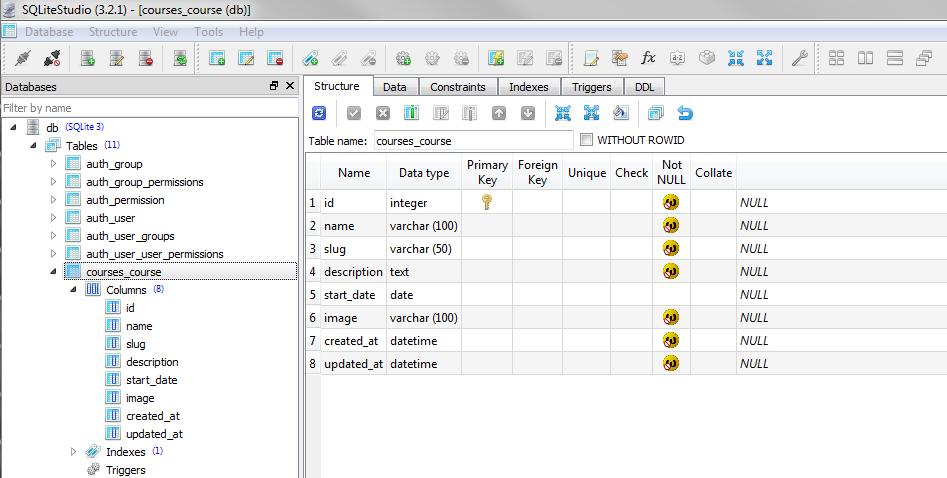 SQLiteStudio (3.2.1) - [courses_course (db)]
Database Structure View Tools Help
Databases
Filter by name
db (SQLite 3)
Tables (11)
auth_group
auth_group_permissions
auth_permission
auth_user
auth_user_groups
auth_user_user_permissions
courses_course
Columns (8)
id
name
slug
description
start_date
image
created_at
updated_at
Indexes (1)
Triggers
Structure Data Constraints Indexes Triggers DDL
Table name: courses_course WITHOUT ROWID
Name Data type Primary Key Foreign Key Unique Check Not NULL Collate
1 id integer NULL
2 name varchar (100) NULL
3 slug varchar (50) NULL
4 description text NULL
5 start_date date NULL
6 image varchar (100) NULL
7 created_at datetime NULL
8 updated_at datetime NULL